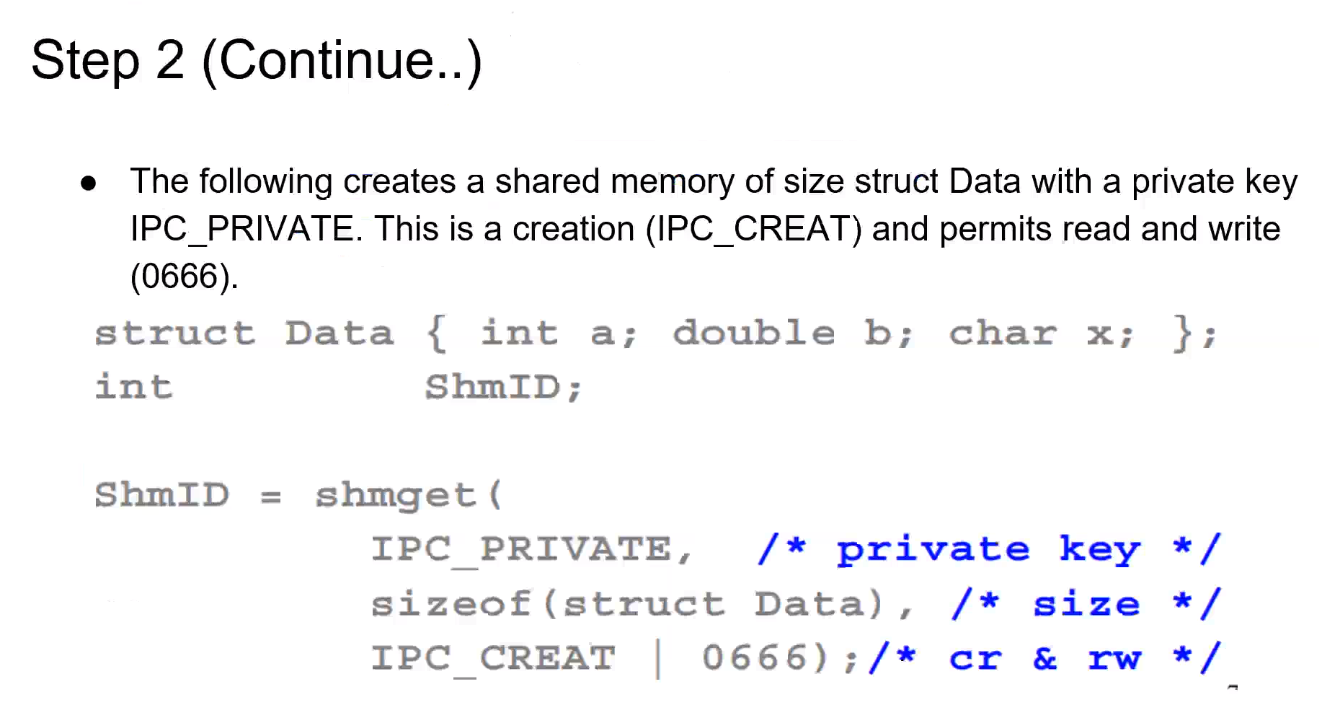 Step 2 (Continue..)
● The following creates a shared memory of size struct Data with a private key
IPC_PRIVATE. This is a creation (IPC_CREAT) and permits read and write
(0666).
struct Data { int a; double b; char x; };
int ShmID;
ShmID = shmget(
IPC_PRIVATE, /* private key */
sizeof(struct Data), /* size */
IPC_CREAT | 0666);/* cr & rw */